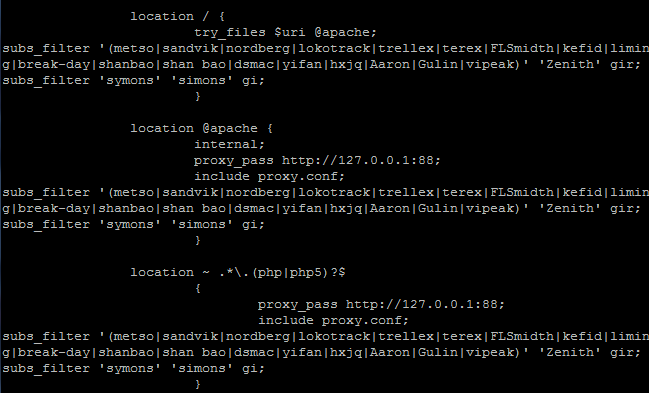 location / {
try_files $uri @apache;
subs_filter '(metso|sandvik|nordberg|lokotrack|trellex|terex|FLSmidth|kefid|limin
g|break-day|shanbao|shan bao|dsmac|yifan|hxjq|Aaron|Gulin|vipeak)' 'Zenith' gir;
subs_filter 'symons' 'simons' gi;
}
location @apache {
internal;
proxy_pass http://127.0.0.1:88;
include proxy.conf;
subs_filter '(metso|sandvik|nordberg|lokotrack|trellex|terex|FLSmidth|kefid|limin
g|break-day|shanbao|shan bao|dsmac|yifan|hxjq|Aaron|Gulin|vipeak)' 'Zenith' gir;
subs_filter 'symons' 'simons' gi;
}
location ~ .*\.(php|php5)?$
{
proxy_pass http://127.0.0.1:88;
include proxy.conf;
subs_filter '(metso|sandvik|nordberg|lokotrack|trellex|terex|FLSmidth|kefid|limin
g|break-day|shanbao|shan bao|dsmac|yifan|hxjq|Aaron|Gulin|vipeak)' 'Zenith' gir;
subs_filter 'symons' 'simons' gi;
}